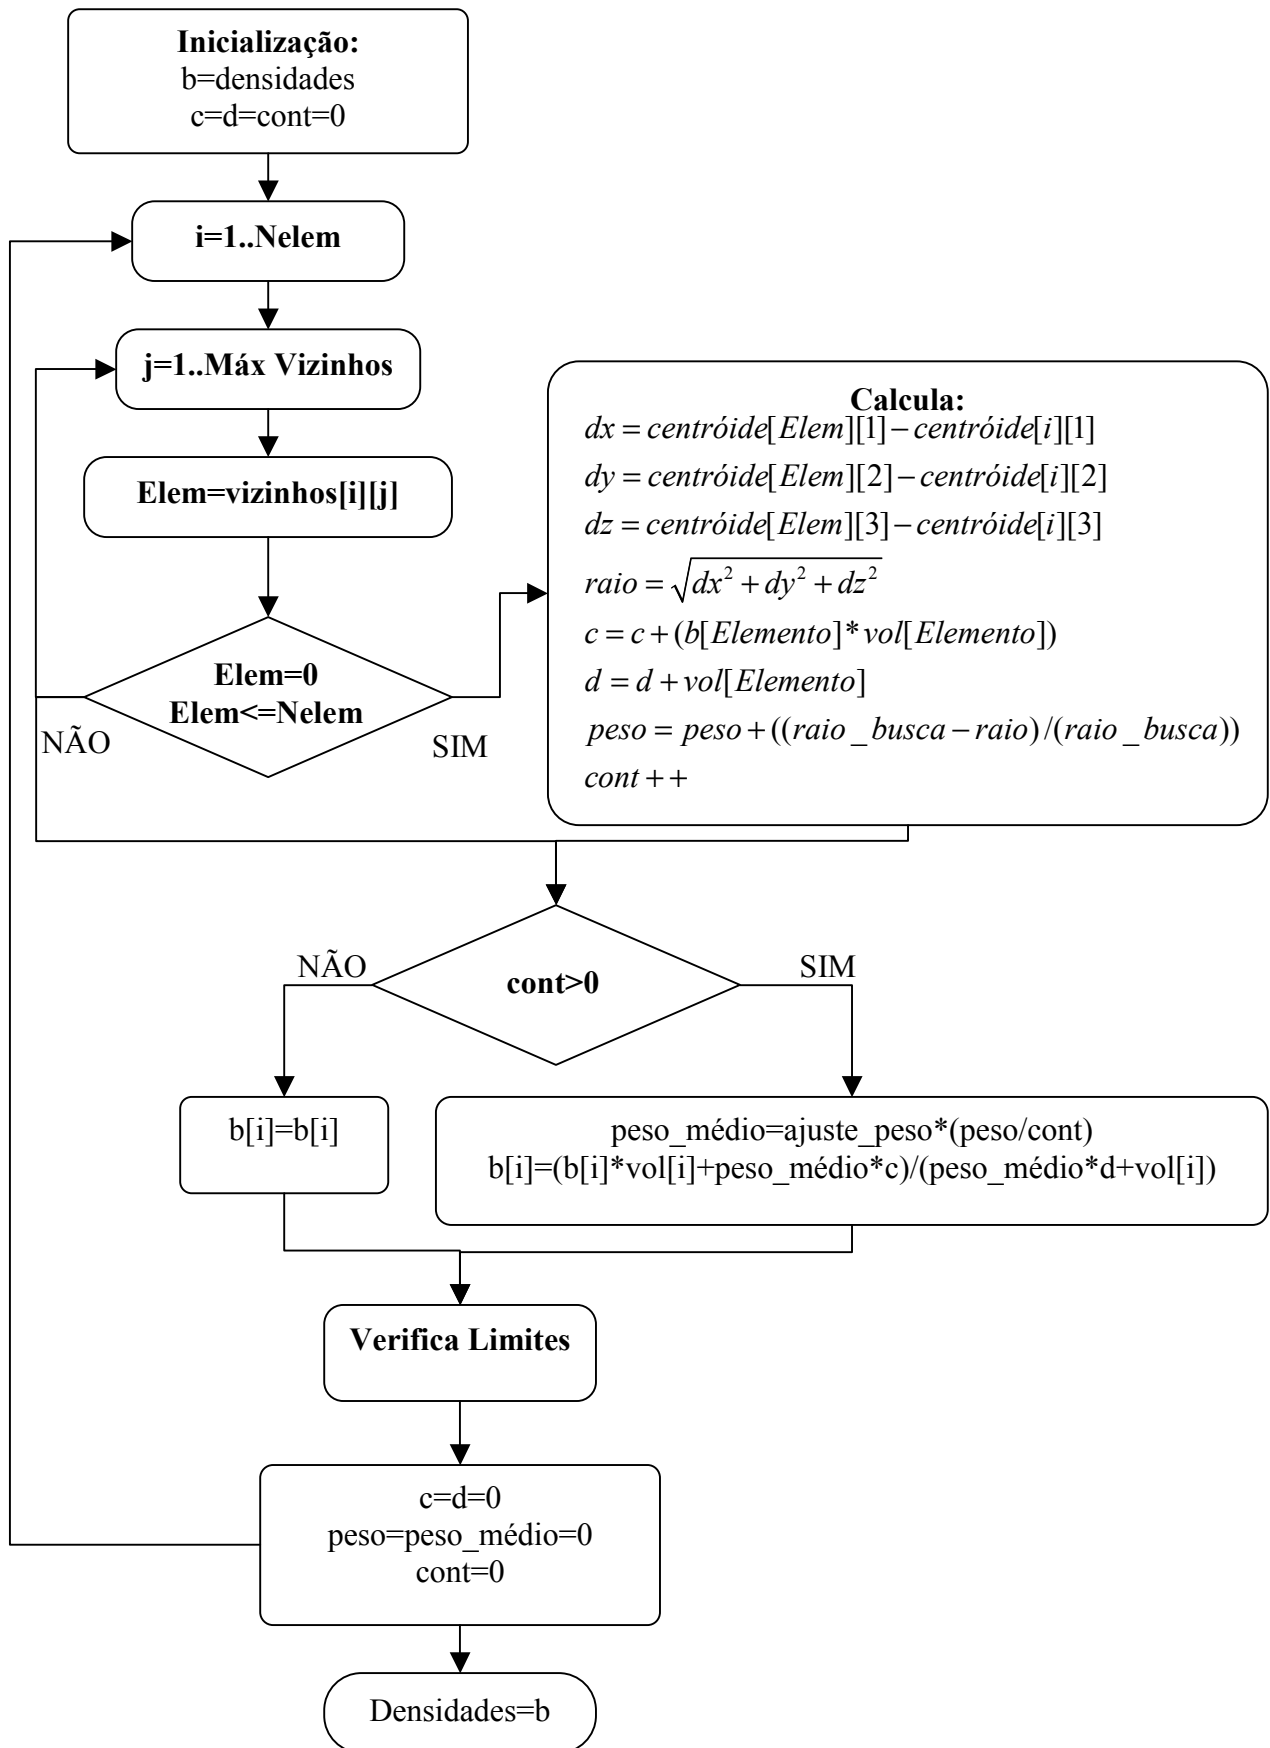 Inicialização:
b=densidades
c=d=cont=0
i=1..Nelem
j=1..Máx Vizinhos
Elem=vizinhos[i][j]
Elem=0
Elem<=Nelem
NÃO
SIM
Calcula:
dx = centróide[Elem][1] − centróide[i][1]
dy = centróide[Elem][2] − centróide[i][2]
dz = centróide[Elem][3] − centróide[i][3]
raio = √dx² + dy² + dz²
c = c + (b[Elemento]* vol[Elemento])
d = d + vol[Elemento]
peso = peso + ((raio_busca − raio)/(raio_busca))
cont + +
cont>0
NÃO
SIM
b[i]=b[i]
peso_médio=ajuste_peso*(peso/cont)
b[i]=(b[i]*vol[i]+peso_médio*c)/(peso_médio*d+vol[i])
Verifica Limites
c=d=0
peso=peso_médio=0
cont=0
Densidades=b